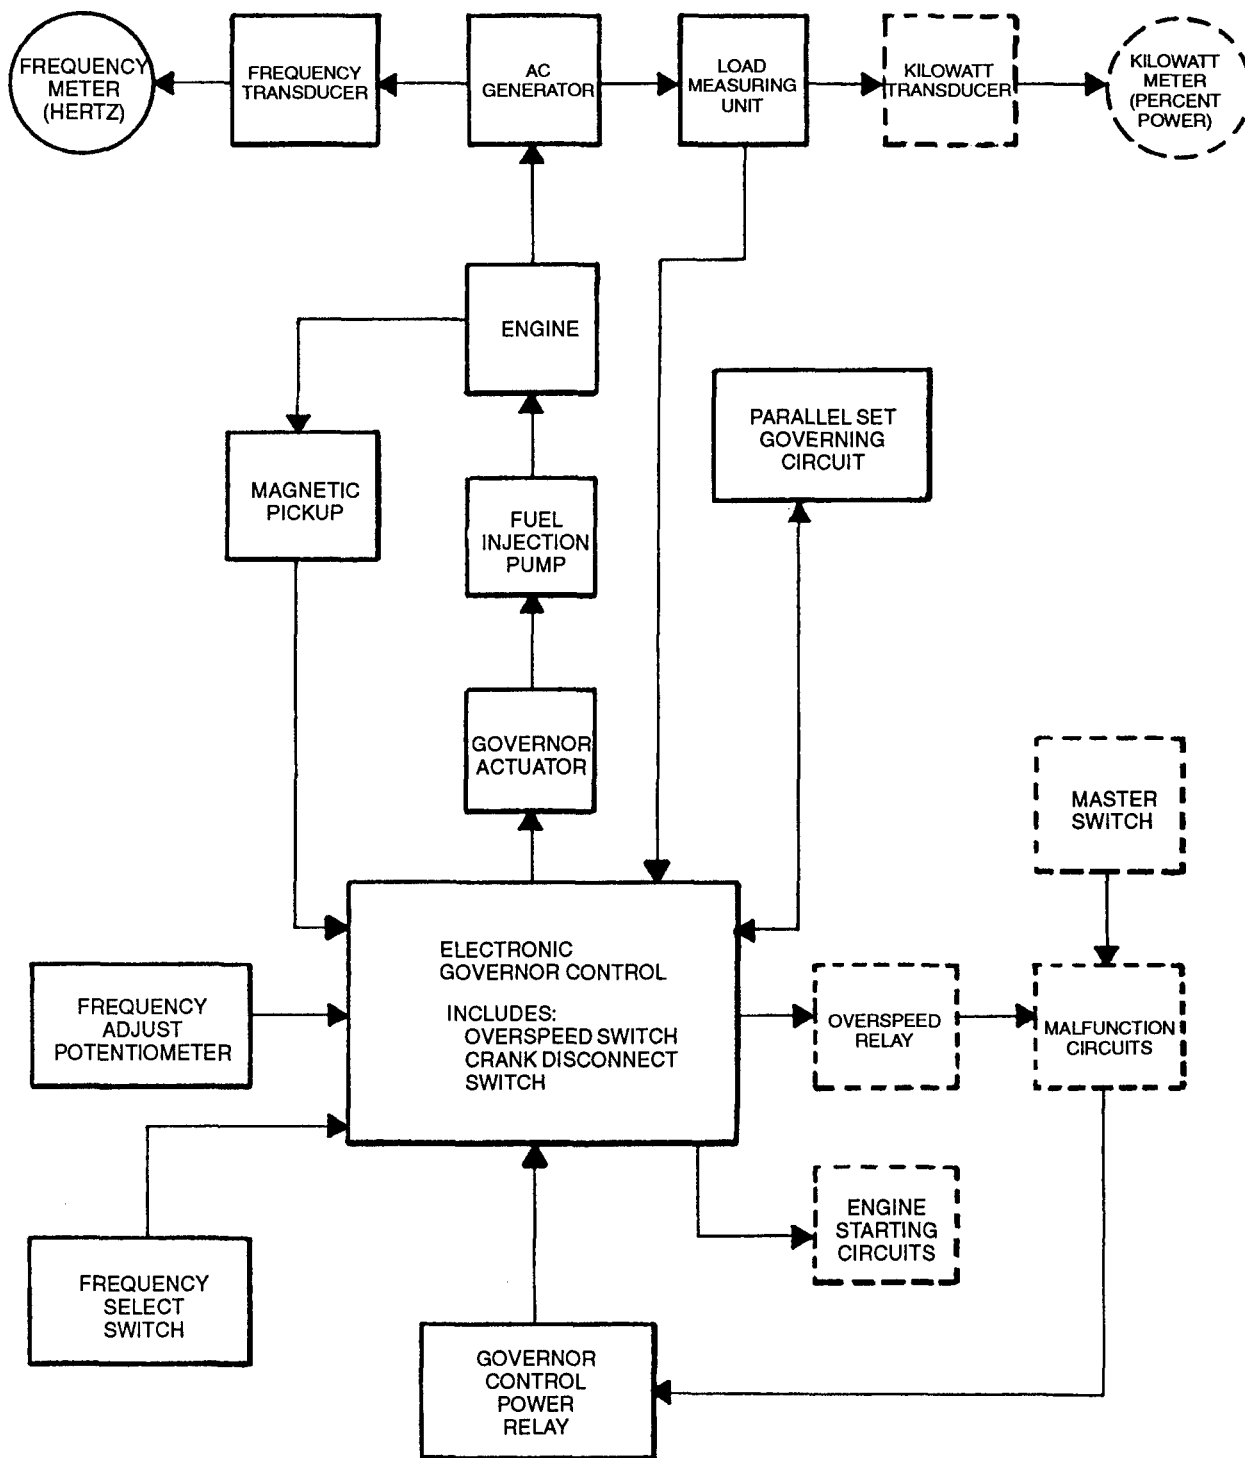 FREQUENCY
METER
(HERTZ)
FREQUENCY
TRANSDUCER
AC
GENERATOR
LOAD
MEASURING
UNIT
KILOWATT
TRANSDUCER
KILOWATT
METER
(PERCENT
POWER)
ENGINE
MAGNETIC
PICKUP
PARALLEL SET
GOVERNING
CIRCUIT
FUEL
INJECTION
PUMP
GOVERNOR
ACTUATOR
MASTER
SWITCH
ELECTRONIC
GOVERNOR CONTROL
INCLUDES:
OVERSPEED SWITCH
CRANK DISCONNECT
SWITCH
FREQUENCY
ADJUST
POTENTIOMETER
OVERSPEED
RELAY
MALFUNCTION
CIRCUITS
ENGINE
STARTING
CIRCUITS
FREQUENCY
SELECT
SWITCH
GOVERNOR
CONTROL
POWER
RELAY